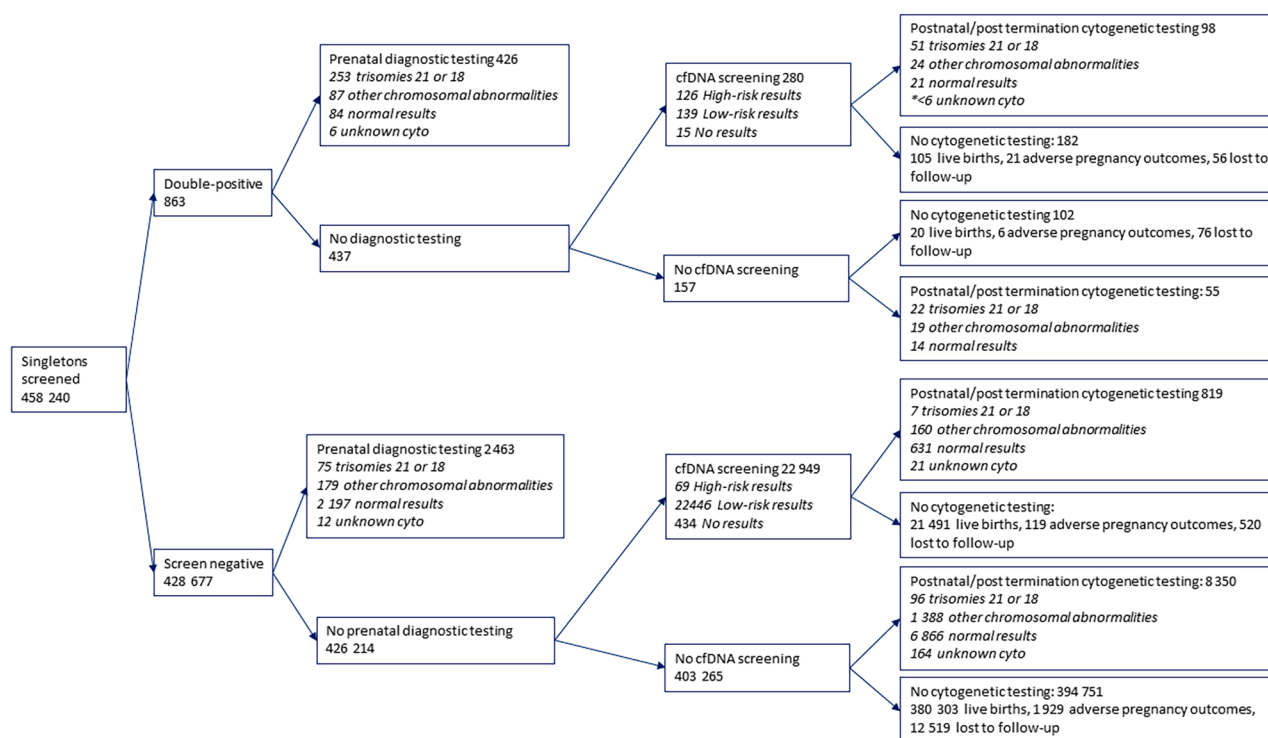 Singletons
screened
458 240
Double-positive
863
Screen negative
428 677
Prenatal diagnostic testing 426
253 trisomies 21 or 18
87 other chromosomal abnormalities
84 normal results
6 unknown cyto
No diagnostic testing
437
Prenatal diagnostic testing 2 463
75 trisomies 21 or 18
179 other chromosomal abnormalities
2 197 normal results
12 unknown cyto
No prenatal diagnostic testing
426 214
cfDNA screening 280
126 High-risk results
139 Low-risk results
15 No results
No cfDNA screening
157
cfDNA screening 22 949
69 High-risk results
22446 Low-risk results
434 No results
No cfDNA screening
403 265
Postnatal/post termination cytogenetic testing 98
51 trisomies 21 or 18
24 other chromosomal abnormalities
21 normal results
*<6 unknown cyto
No cytogenetic testing: 182
105 live births, 21 adverse pregnancy outcomes, 56 lost to
follow-up
No cytogenetic testing 102
20 live births, 6 adverse pregnancy outcomes, 76 lost to
follow-up
Postnatal/post termination cytogenetic testing: 55
22 trisomies 21 or 18
19 other chromosomal abnormalities
14 normal results
Postnatal/post termination cytogenetic testing 819
7 trisomies 21 or 18
160 other chromosomal abnormalities
631 normal results
21 unknown cyto
No cytogenetic testing:
21 491 live births, 119 adverse pregnancy outcomes, 520
lost to follow-up
Postnatal/post termination cytogenetic testing: 8 350
96 trisomies 21 or 18
1 388 other chromosomal abnormalities
6 866 normal results
164 unknown cyto
No cytogenetic testing: 394 751
380 303 live births, 1 929 adverse pregnancy outcomes,
12 519 lost to follow-up